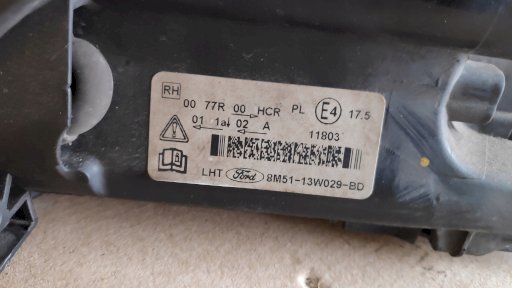 RH
00 77R 00 HCR PL E4 17.5
01 1a 02 A
11803
LHT Ford 8M51-13W029-BD